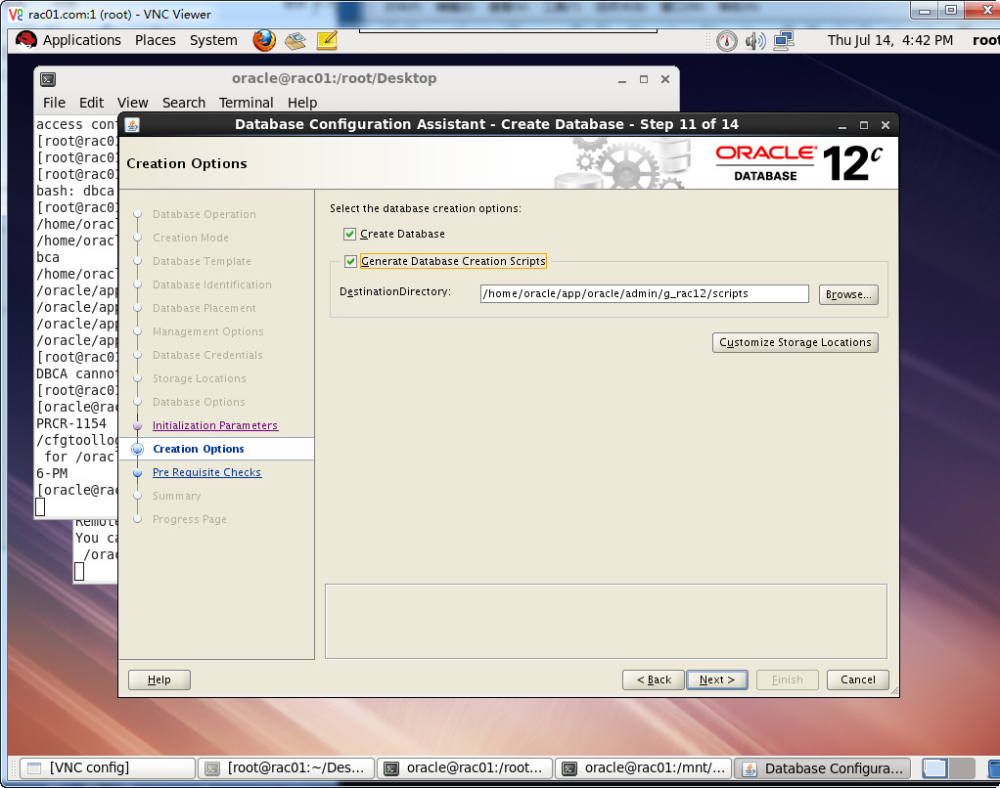 rac01.com:1 (root) - VNC Viewer
Applications Places System
Thu Jul 14, 4:42 PM root
oracle@rac01:/root/Desktop
File Edit View Search Terminal Help
access conf
[root@rac01
[root@rac01
[root@rac01
bash: dbca
[root@rac01
/home/oracl
/home/oracl
bca
/home/oracl
/oracle/app
/oracle/app
/oracle/app
/oracle/app
[root@rac01
DBCA cannot
[root@rac01
[oracle@rac
PRCR-1154
/cfgtoollog
for /oracl
6-PM
[oracle@rac
Remote
You ca
/orac
Database Configuration Assistant - Create Database - Step 11 of 14
Creation Options
ORACLE
DATABASE
12c
Database Operation
Creation Mode
Database Template
Database Identification
Database Placement
Management Options
Database Credentials
Storage Locations
Database Options
Initialization Parameters
Creation Options
Pre Requisite Checks
Summary
Progress Page
Select the database creation options:
Create Database
Generate Database Creation Scripts
DestinationDirectory: /home/oracle/app/oracle/admin/g_rac12/scripts Browse...
Customize Storage Locations
Help < Back Next > Finish Cancel
[VNC config] [root@rac01:~/Des... oracle@rac01:/root... oracle@rac01:/mnt/... Database Configura...